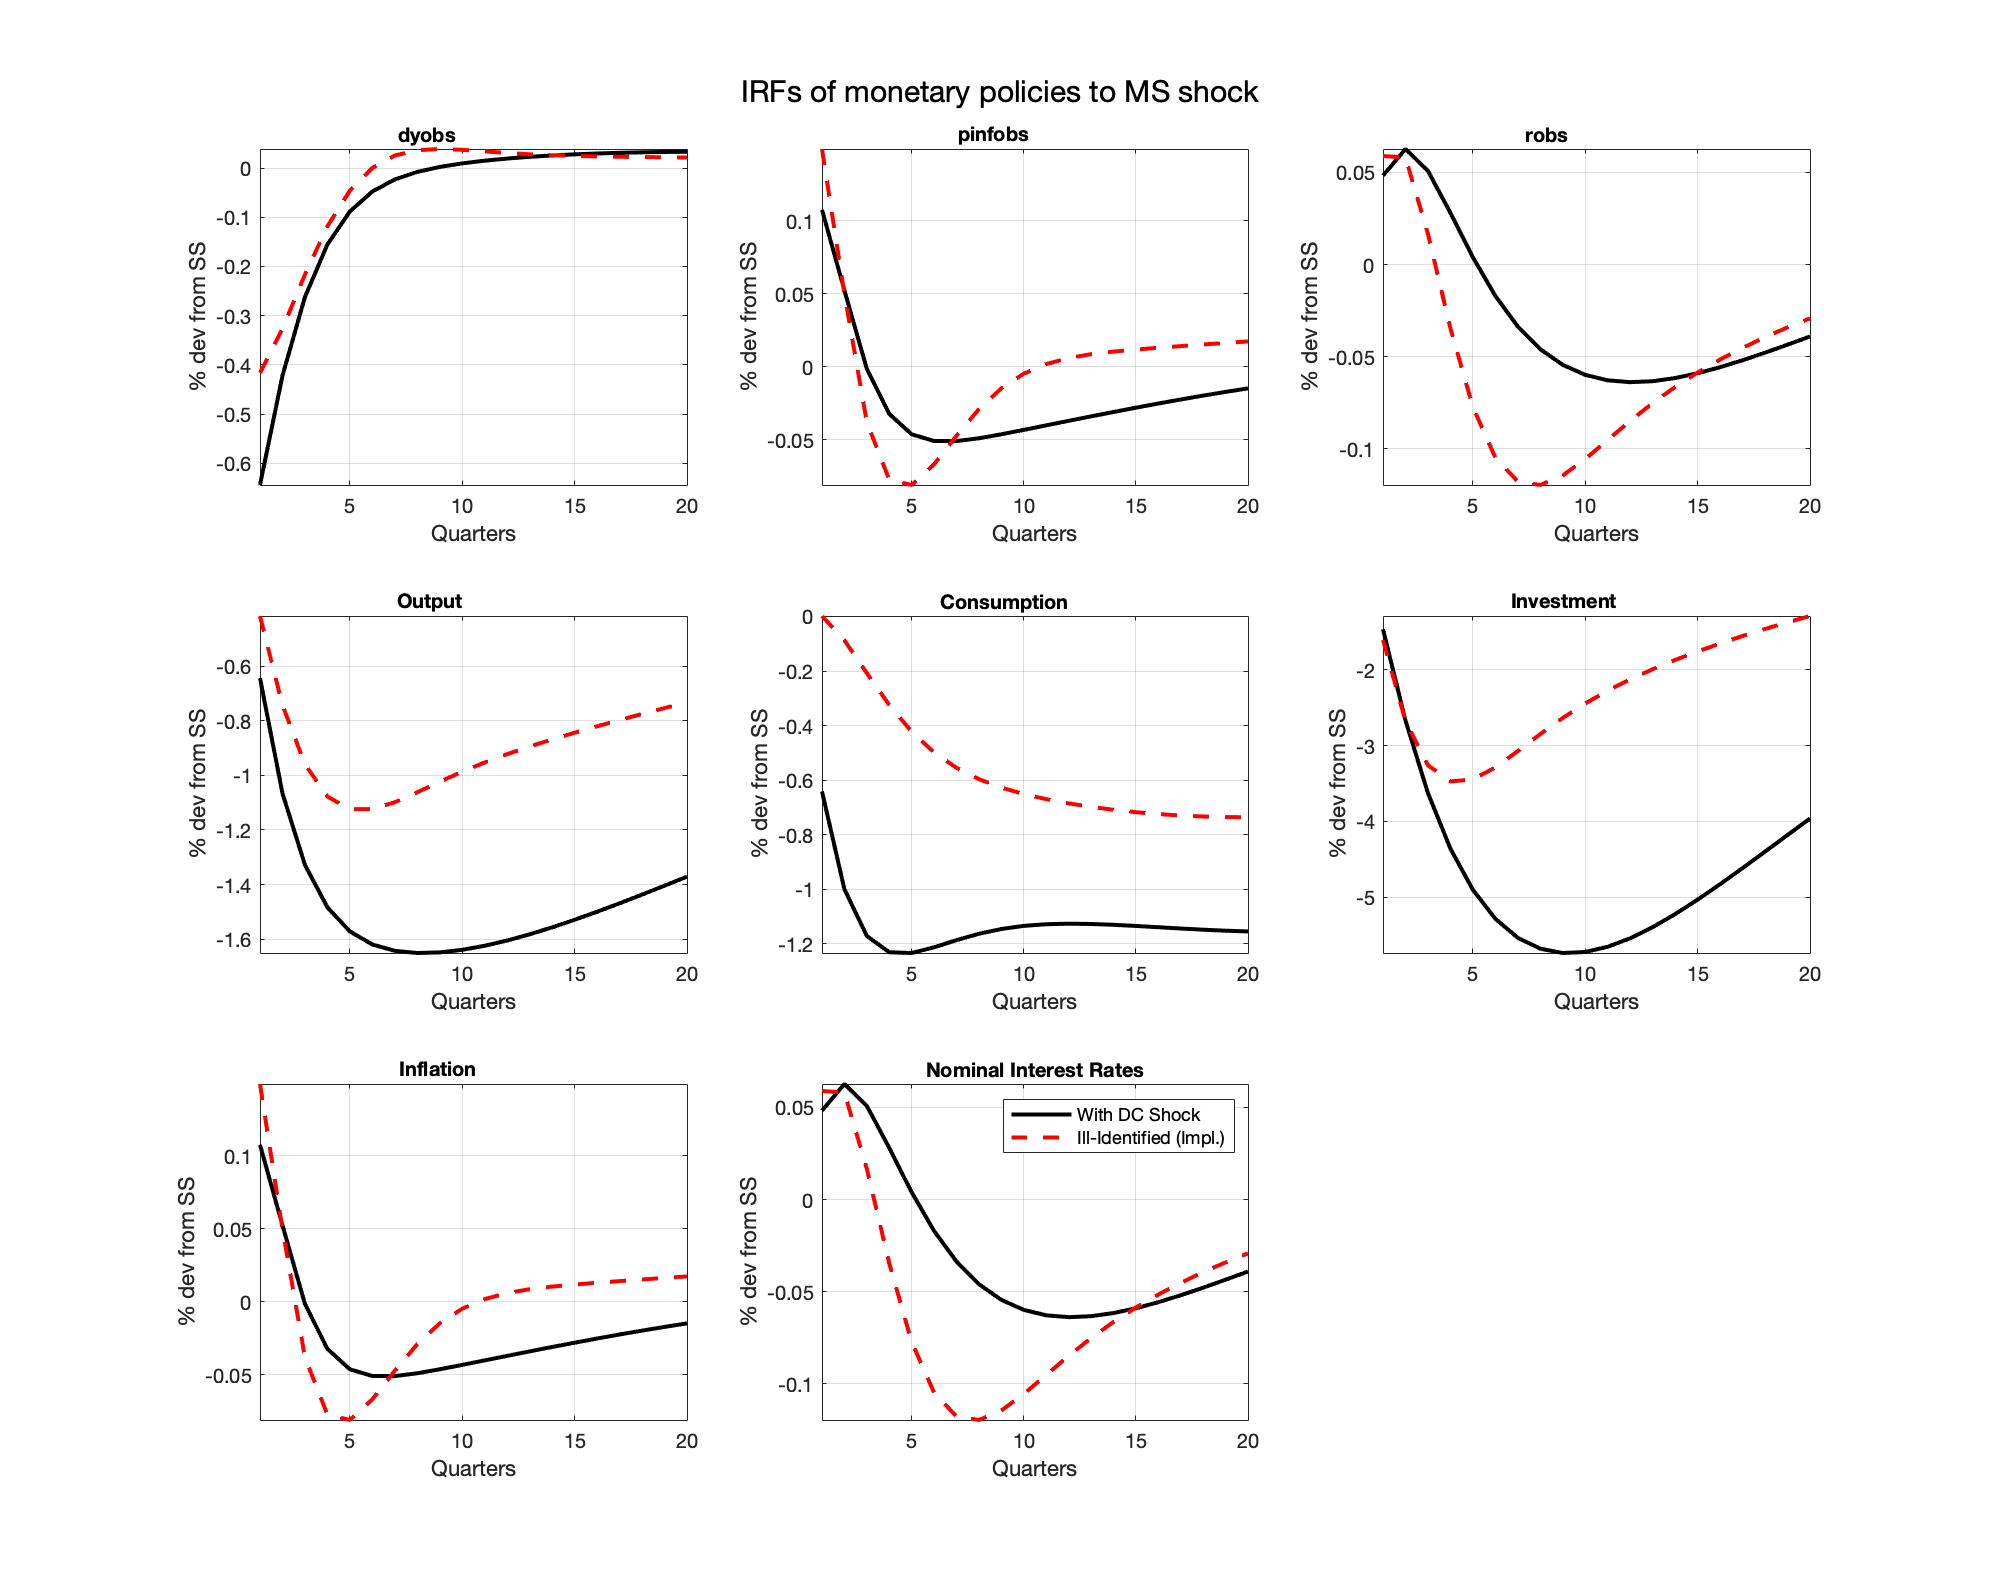 IRFs of monetary policies to MS shock
dyobs
% dev from SS
0
-0.1
-0.2
-0.3
-0.4
-0.5
-0.6
5 10 15 20
Quarters
pinfobs
% dev from SS
0.1
0.05
0
-0.05
5 10 15 20
Quarters
robs
% dev from SS
0.05
0
-0.05
-0.1
5 10 15 20
Quarters
Output
% dev from SS
-0.6
-0.8
-1
-1.2
-1.4
-1.6
5 10 15 20
Quarters
Consumption
% dev from SS
0
-0.2
-0.4
-0.6
-0.8
-1
-1.2
5 10 15 20
Quarters
Investment
% dev from SS
-2
-3
-4
-5
5 10 15 20
Quarters
Inflation
% dev from SS
0.1
0.05
0
-0.05
5 10 15 20
Quarters
Nominal Interest Rates
% dev from SS
0.05
0
-0.05
-0.1
With DC Shock
Ill-Identified (Impl.)
5 10 15 20
Quarters